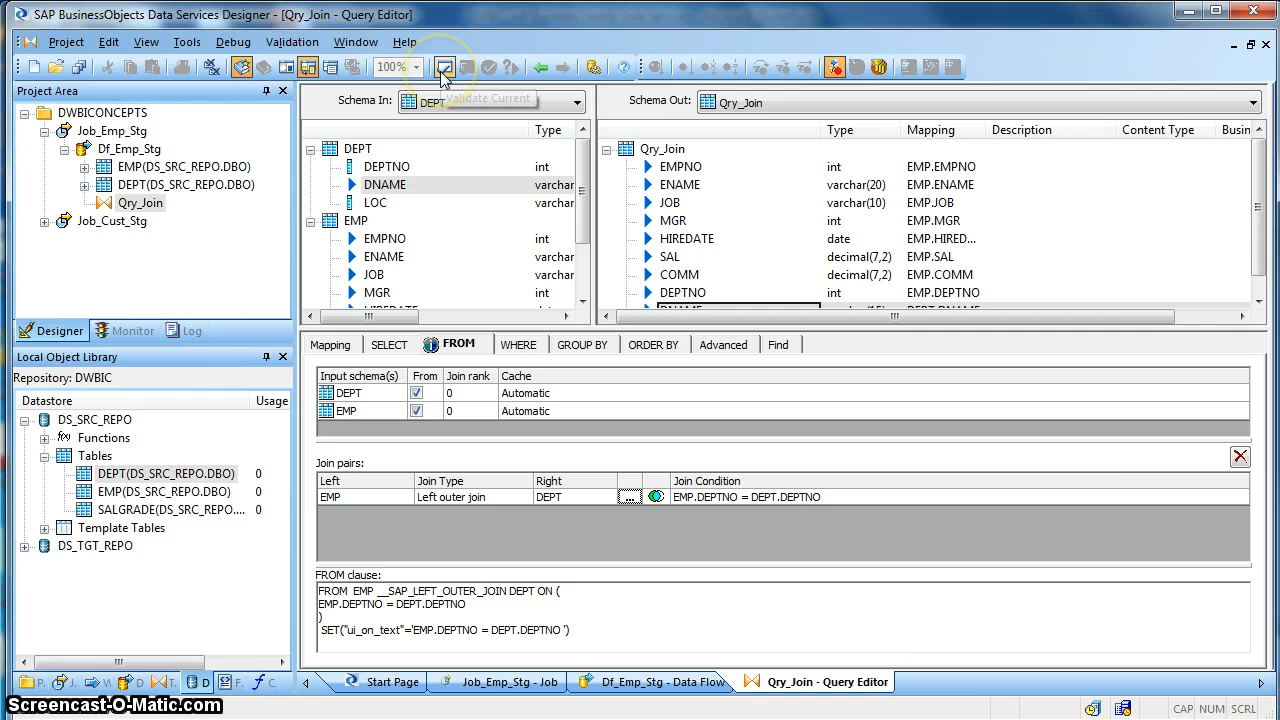 SAP BusinessObjects Data Services Designer - [Qry_Join - Query Editor]
Project Edit View Tools Debug Validation Window Help
100%
Validate Current
Project Area
DWBICONCEPTS
Job_Emp_Stg
Df_Emp_Stg
EMP(DS_SRC_REPO.DBO)
DEPT(DS_SRC_REPO.DBO)
Qry_Join
Job_Cust_Stg
Designer Monitor Log
Local Object Library
Repository: DWBIC
Datastore Usage
DS_SRC_REPO
Functions
Tables
DEPT(DS_SRC_REPO.DBO) 0
EMP(DS_SRC_REPO.DBO) 0
SALGRADE(DS_SRC_REPO.... 0
Template Tables
DS_TGT_REPO
P. J. W D T. D F. C
Schema In: DEPT
Type
DEPT
DEPTNO int
DNAME varchar
LOC varchar
EMP
EMPNO int
ENAME varchar
JOB varchar
MGR int
Schema Out: Qry_Join
Type Mapping Description Content Type Busin
Qry_Join
EMPNO int EMP.EMPNO
ENAME varchar(20) EMP.ENAME
JOB varchar(10) EMP.JOB
MGR int EMP.MGR
HIREDATE date EMP.HIRED...
SAL decimal(7,2) EMP.SAL
COMM decimal(7,2) EMP.COMM
DEPTNO int EMP.DEPTNO
Mapping SELECT FROM WHERE GROUP BY ORDER BY Advanced Find
Input schema(s) From Join rank Cache
DEPT 0 Automatic
EMP 0 Automatic
Join pairs:
Left Join Type Right Join Condition
EMP Left outer join DEPT ... EMP.DEPTNO = DEPT.DEPTNO
FROM clause:
FROM EMP __SAP_LEFT_OUTER_JOIN DEPT ON (
EMP.DEPTNO = DEPT.DEPTNO
)
SET("ui_on_text"='EMP.DEPTNO = DEPT.DEPTNO ')
Start Page Job_Emp_Stg - Job Df_Emp_Stg - Data Flow Qry_Join - Query Editor
CAP NUM SCRL
Screencast-O-Matic.com